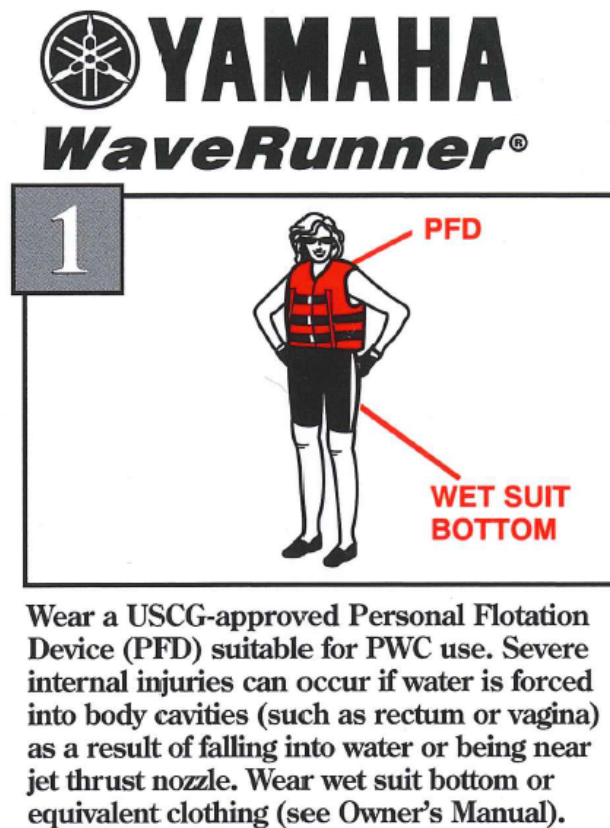 YAMAHA
WaveRunner®
1
PFD
WET SUIT
BOTTOM
Wear a USCG-approved Personal Flotation
Device (PFD) suitable for PWC use. Severe
internal injuries can occur if water is forced
into body cavities (such as rectum or vagina)
as a result of falling into water or being near
jet thrust nozzle. Wear wet suit bottom or
equivalent clothing (see Owner's Manual).